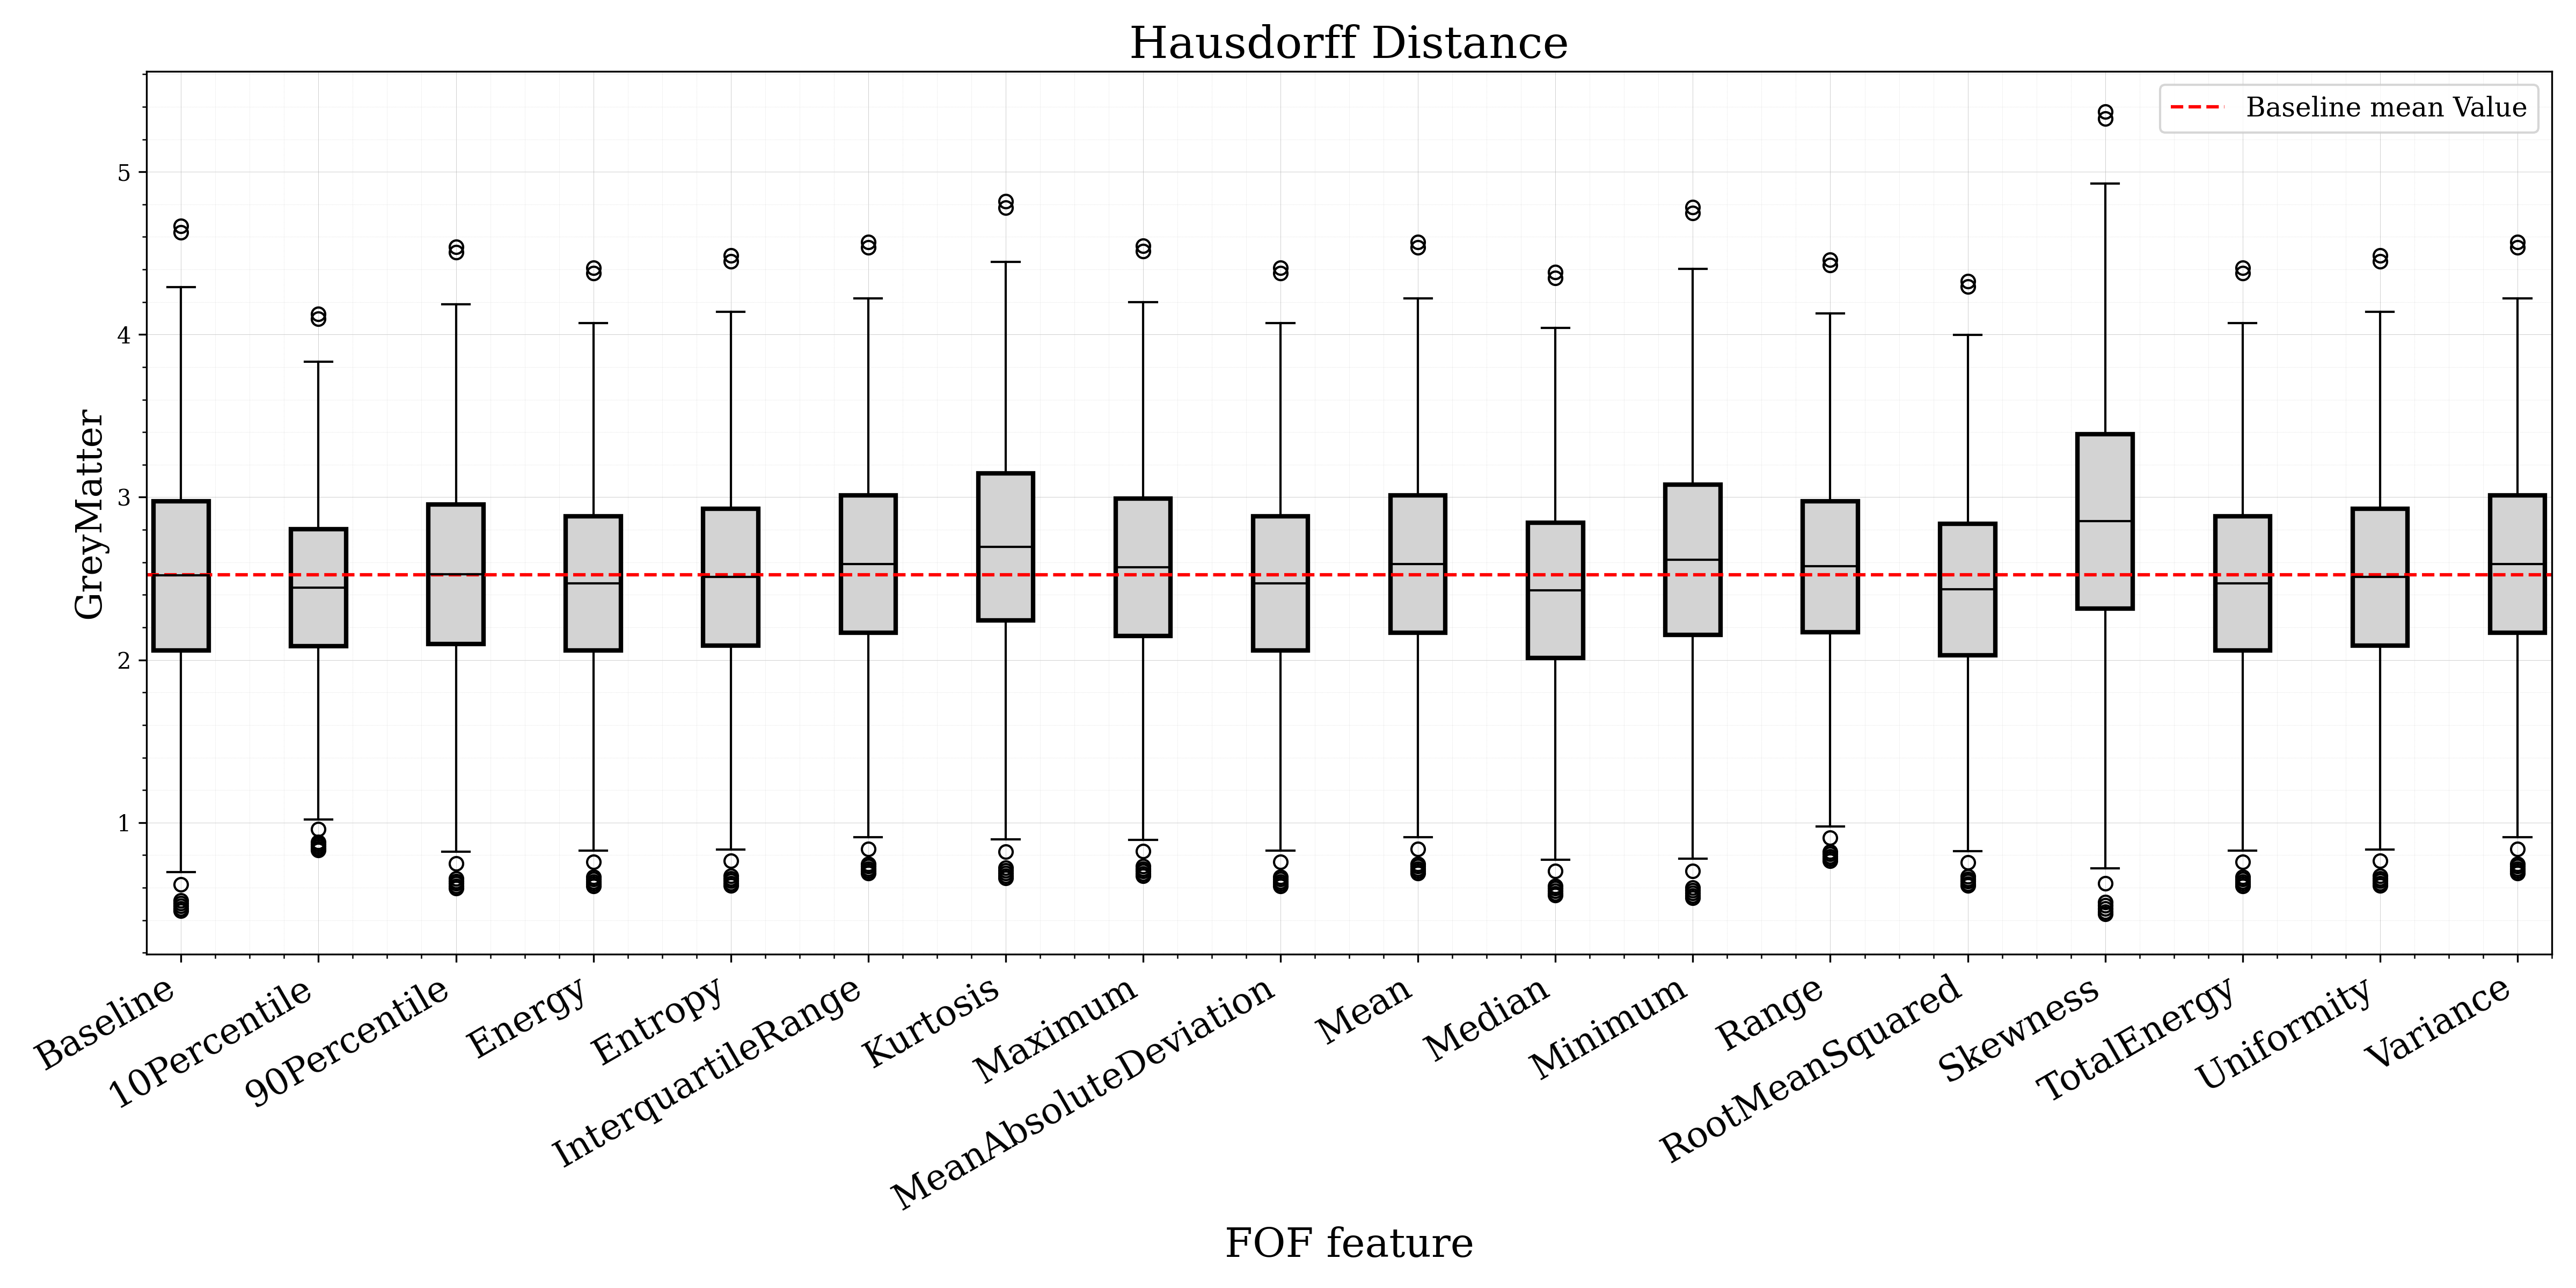 Hausdorff Distance
Baseline mean Value
GreyMatter
5
4
3
2
1
Baseline
10Percentile
90Percentile
Energy
Entropy
InterquartileRange
Kurtosis
Maximum
MeanAbsoluteDeviation
Mean
Median
Minimum
Range
RootMeanSquared
Skewness
TotalEnergy
Uniformity
Variance
FOF feature